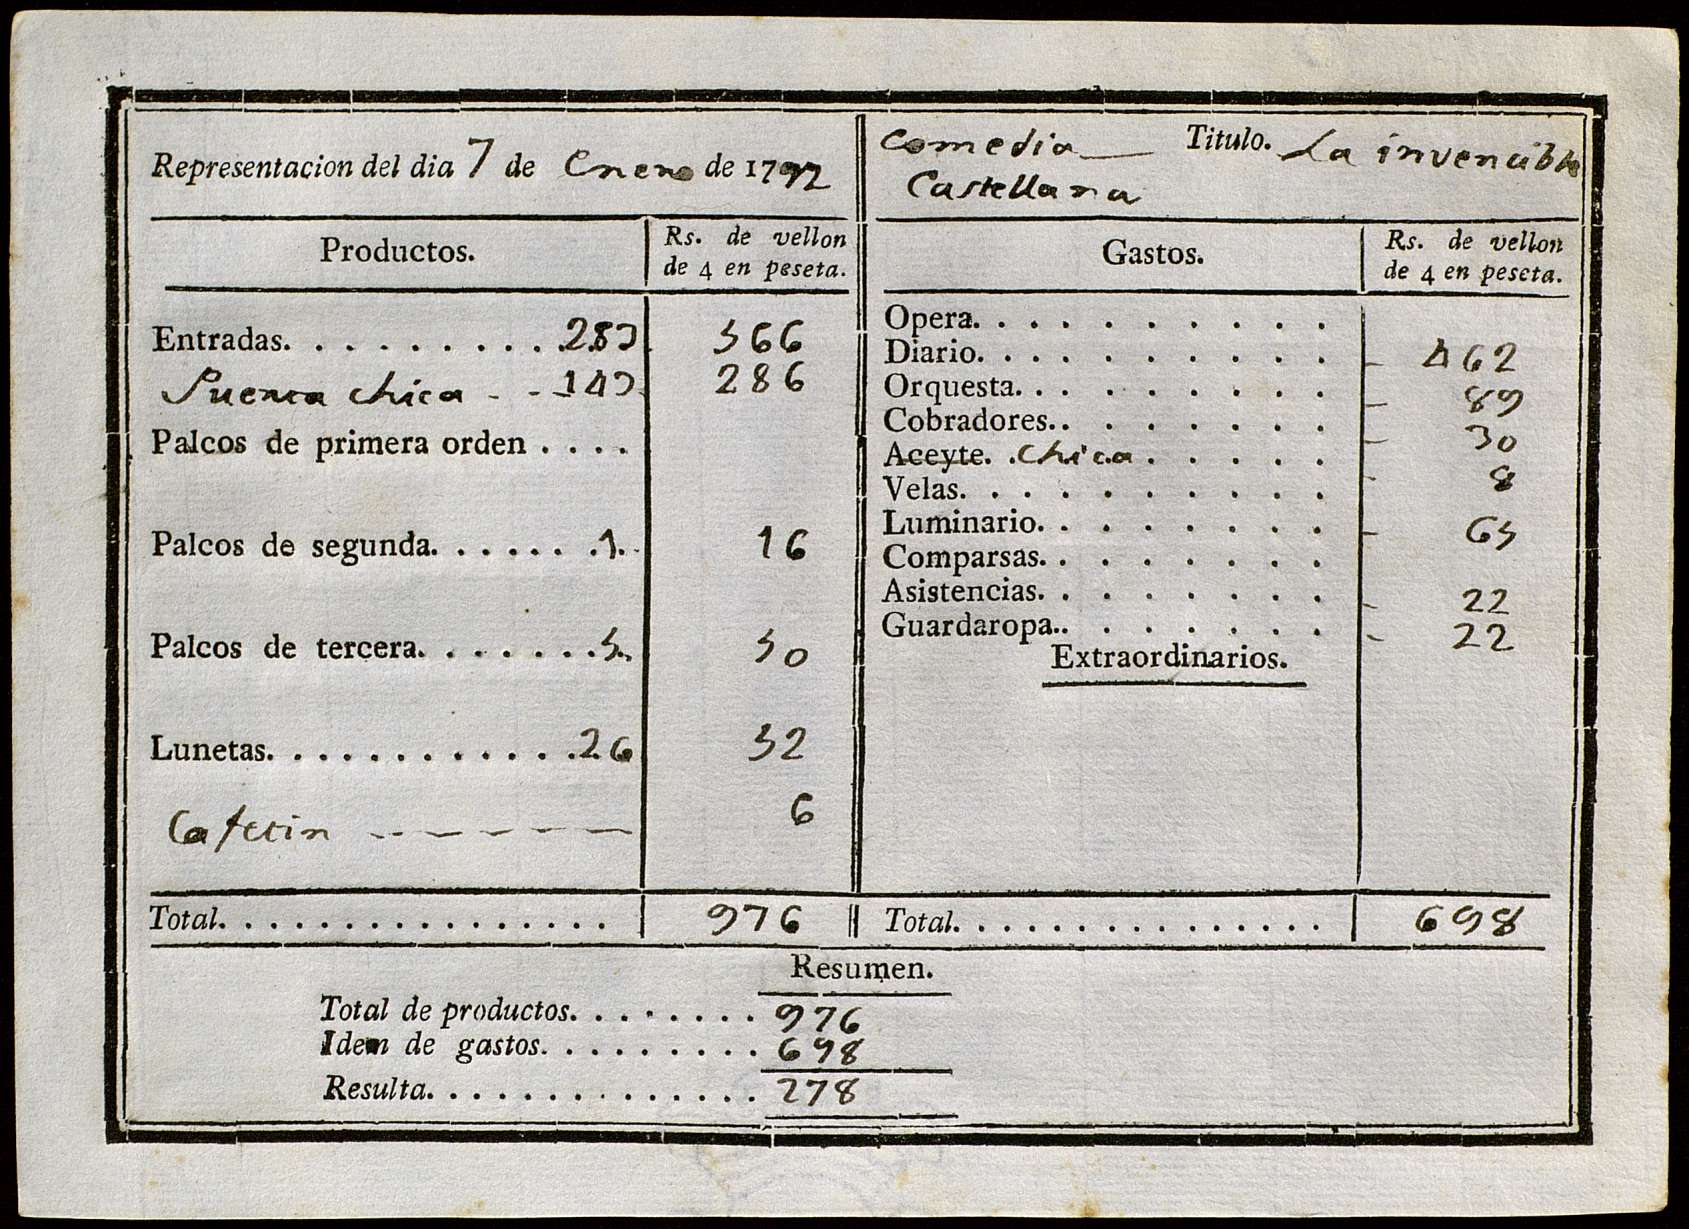 Representacion del dia 7 de Enero de 1792
Productos.
Rs. de vellon
de 4 en peseta.
Entradas. . . . . . . . . . 283 566
Puerta chica - - - 143 286
Palcos de primera orden . . . .
Palcos de segunda. . . . . . . 1. 16
Palcos de tercera. . . . . . . . 5. 50
Lunetas. . . . . . . . . . . . . 26 52
Cafetin - - - - - - 6
Total. . . . . . . . . . . . . . . . 976
Comedia Titulo. La invencible
Castellana
Gastos.
Rs. de vellon
de 4 en peseta.
Opera. . . . . . . . . .
Diario. . . . . . . . . . 462
Orquesta. . . . . . . . . 89
Cobradores. . . . . . . . 30
Aceyte. . chica . . . . . 8
Velas. . . . . . . . . .
Luminario. . . . . . . . 65
Comparsas. . . . . . . .
Asistencias. . . . . . . . 22
Guardaropa. . . . . . . . 22
Extraordinarios.
Total. . . . . . . . . . . . . . . . 698
Resumen.
Total de productos. . . . . . . . 976
Idem de gastos. . . . . . . . . . 698
Resulta. . . . . . . . . . . . . . 278